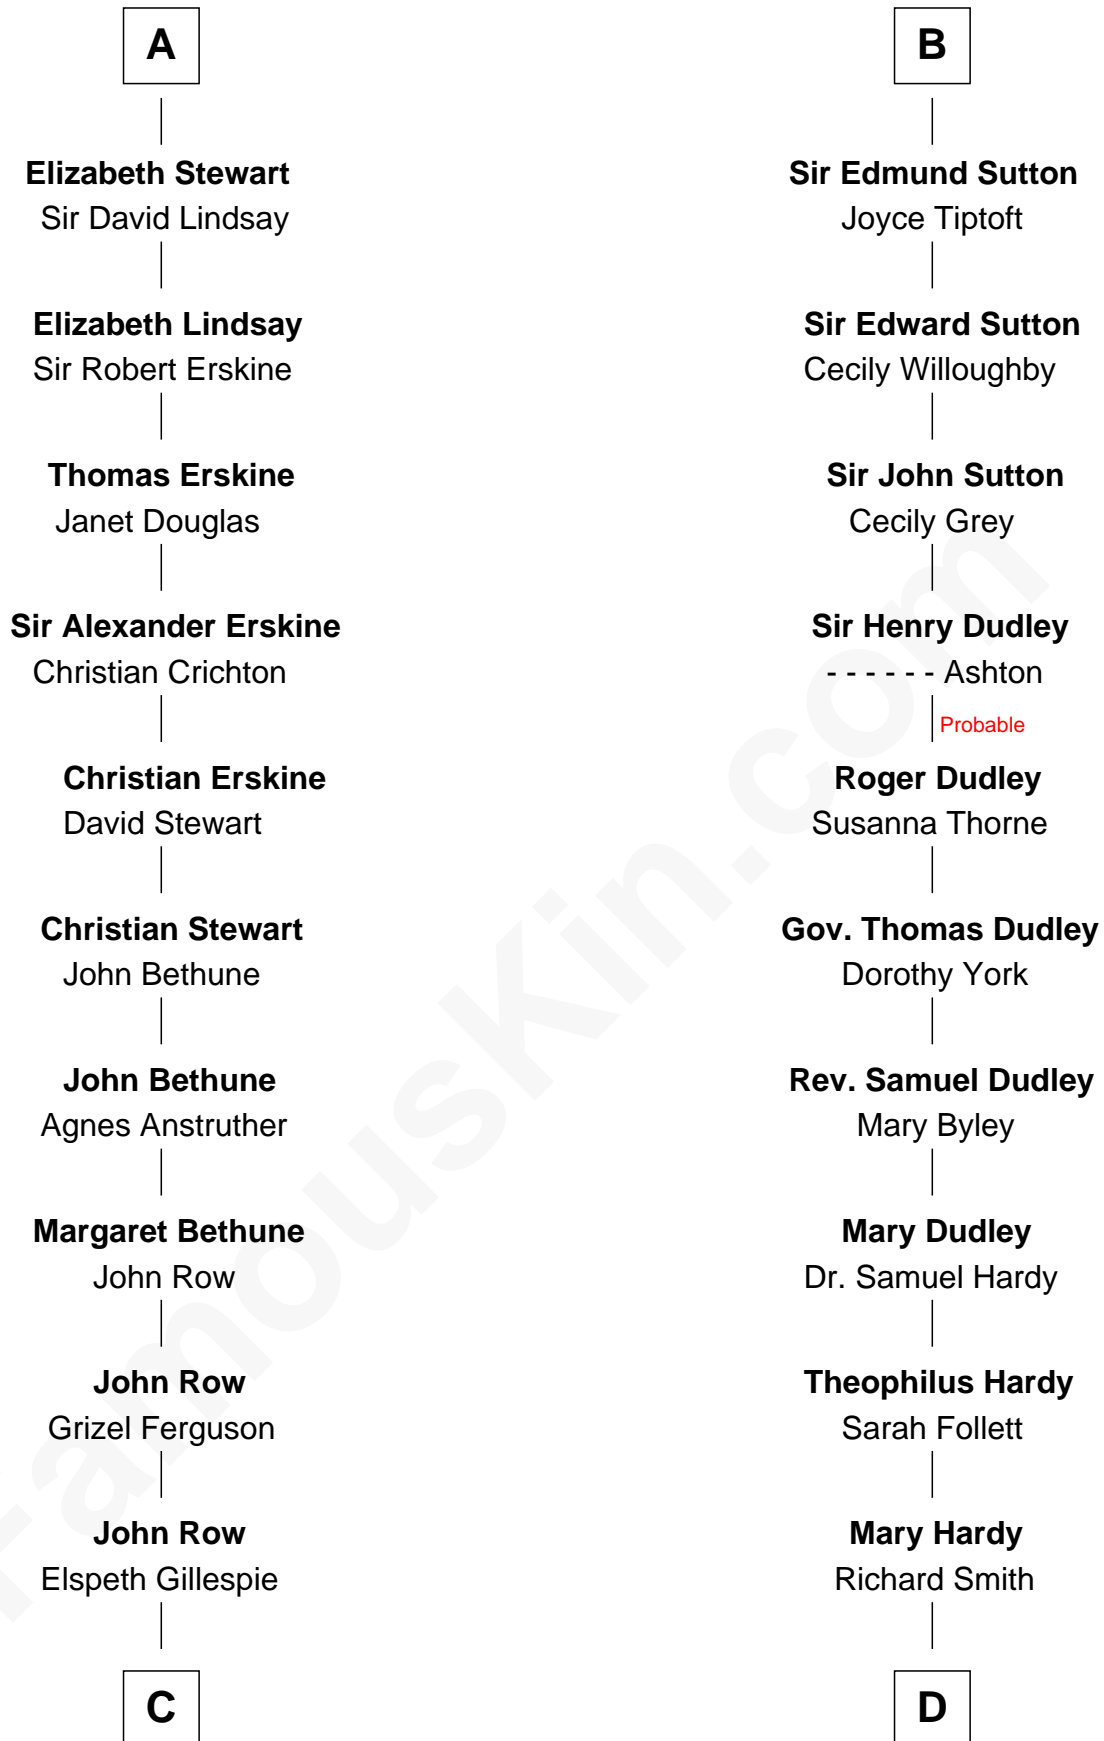 A
Elizabeth Stewart
Sir David Lindsay
Elizabeth Lindsay
Sir Robert Erskine
Thomas Erskine
Janet Douglas
Sir Alexander Erskine
Christian Crichton
Christian Erskine
David Stewart
Christian Stewart
John Bethune
John Bethune
Agnes Anstruther
Margaret Bethune
John Row
John Row
Grizel Ferguson
John Row
Elspeth Gillespie
C
B
Sir Edmund Sutton
Joyce Tiptoft
Sir Edward Sutton
Cecily Willoughby
Sir John Sutton
Cecily Grey
Sir Henry Dudley
- - - - - - Ashton
Probable
Roger Dudley
Susanna Thorne
Gov. Thomas Dudley
Dorothy York
Rev. Samuel Dudley
Mary Byley
Mary Dudley
Dr. Samuel Hardy
Theophilus Hardy
Sarah Follett
Mary Hardy
Richard Smith
D
FamousKin.com